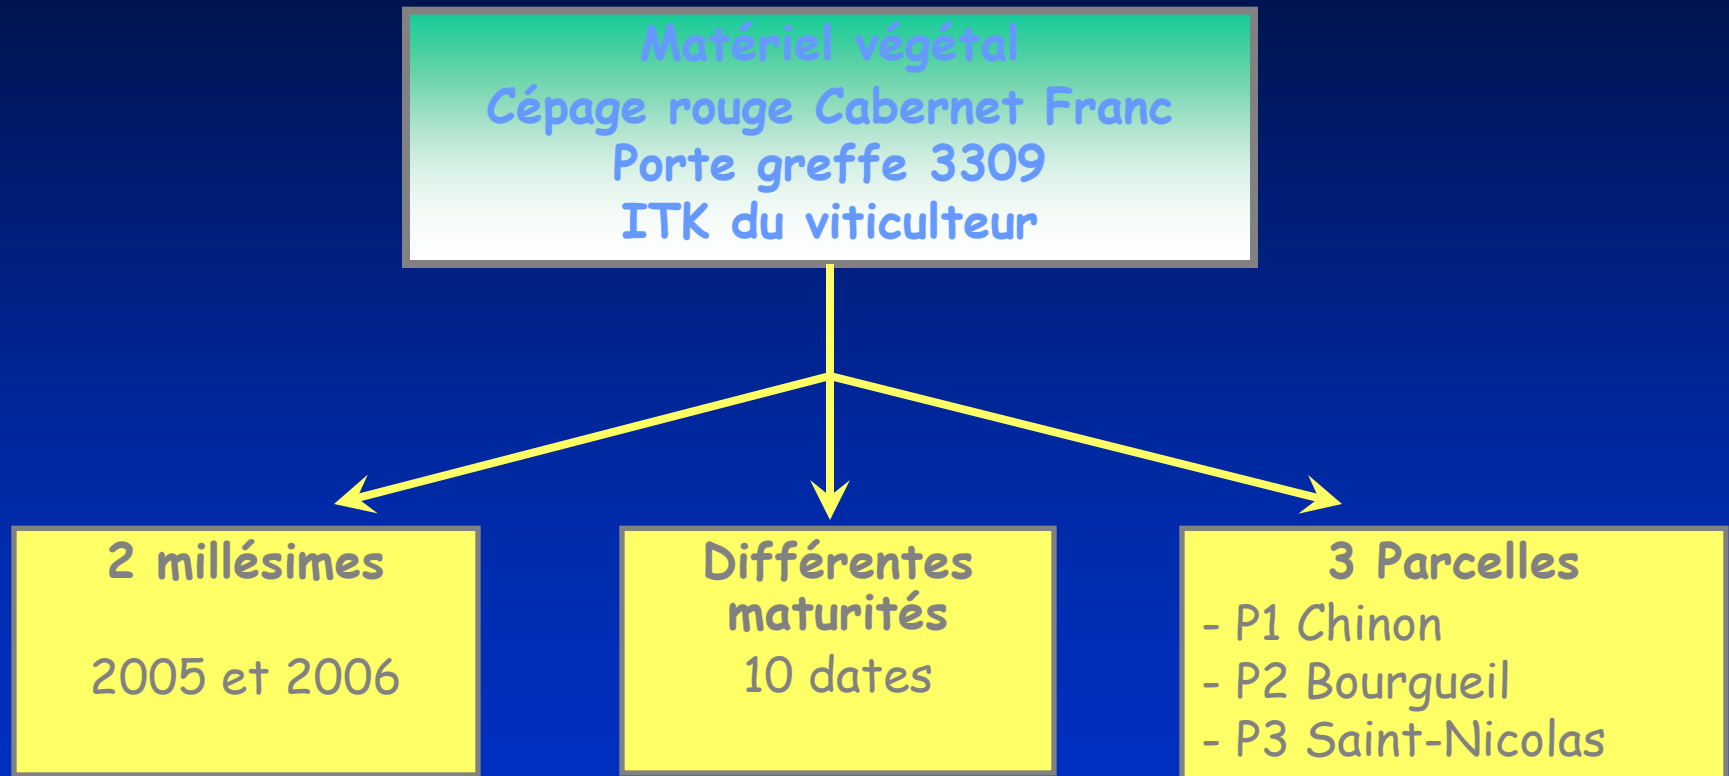 Matériel végétal
Cépage rouge Cabernet Franc
Porte greffe 3309
ITK du viticulteur
2 millésimes
2005 et 2006
Différentes
maturités
10 dates
3 Parcelles
- P1 Chinon
- P2 Bourgueil
- P3 Saint-Nicolas